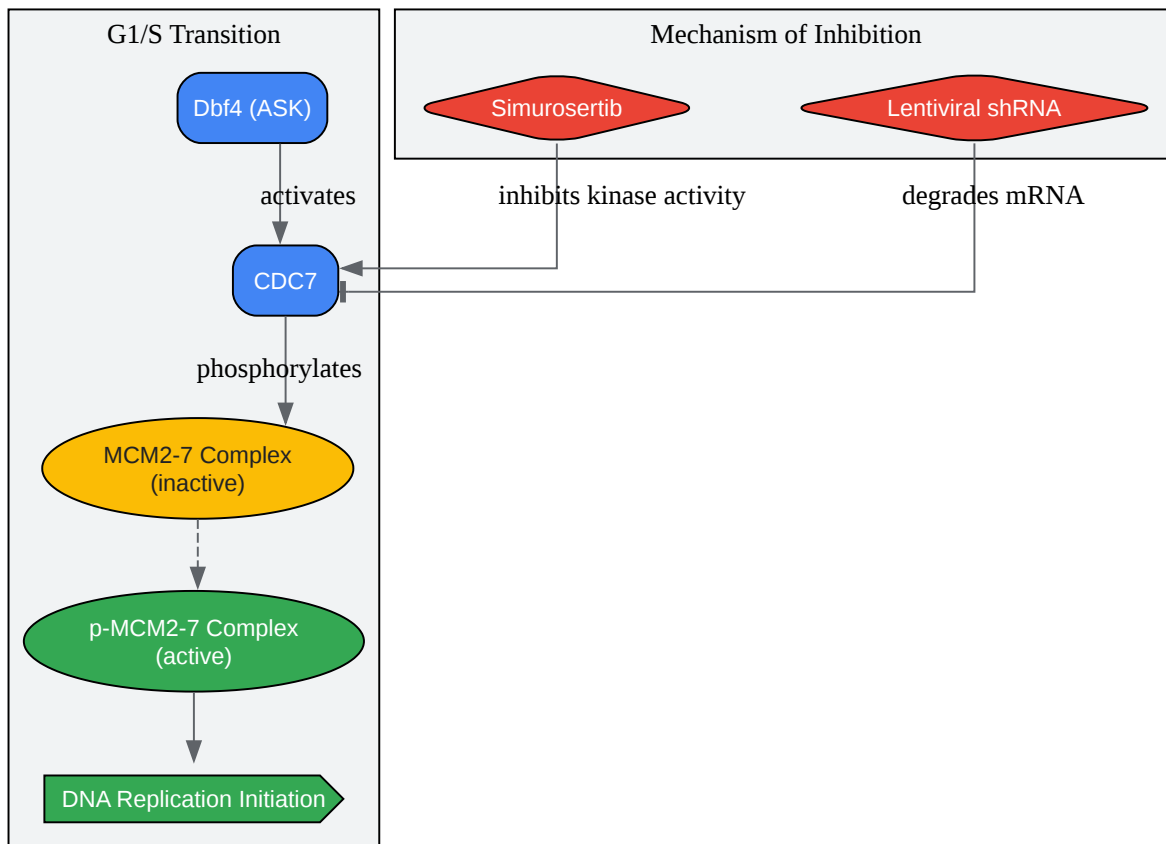 G1/S Transition
Mechanism of Inhibition
Dbf4 (ASK)
Simurosertib
Lentiviral shRNA
activates
inhibits kinase activity
degrades mRNA
CDC7
phosphorylates
MCM2-7 Complex
(inactive)
p-MCM2-7 Complex
(active)
DNA Replication Initiation